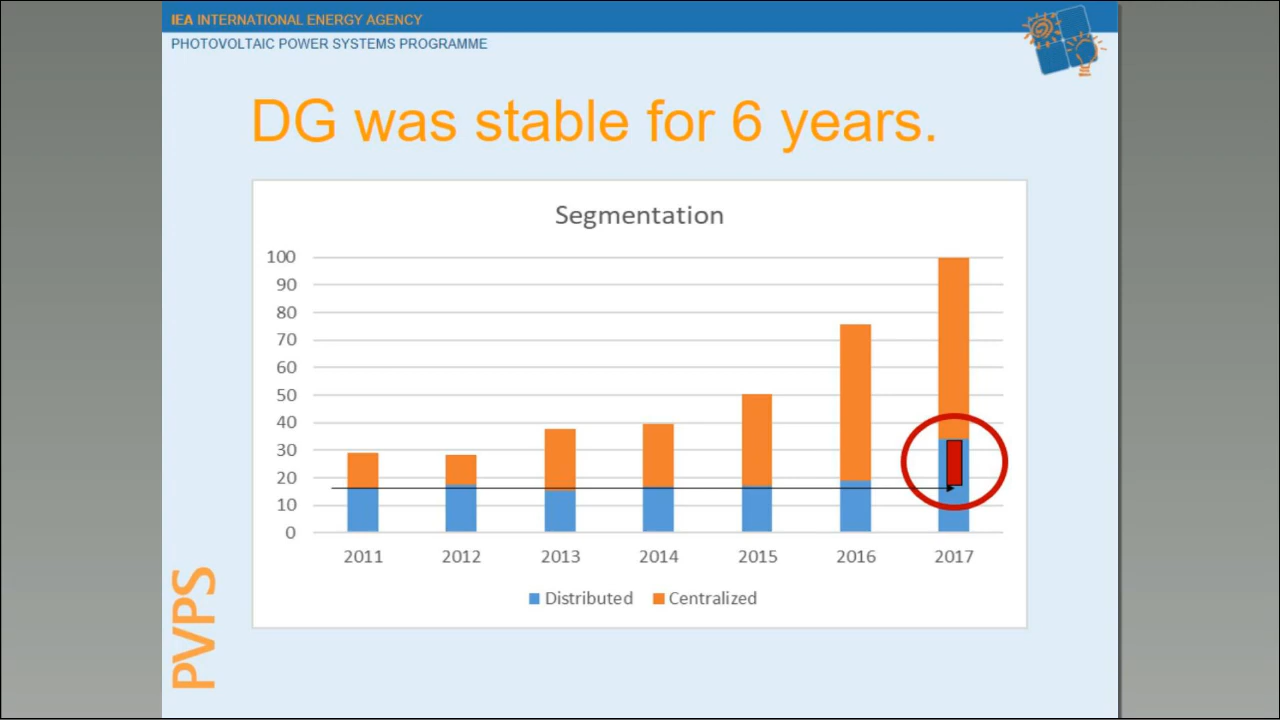 IEA INTERNATIONAL ENERGY AGENCY
PHOTOVOLTAIC POWER SYSTEMS PROGRAMME
DG was stable for 6 years.
Segmentation
100
90
80
70
60
50
40
30
20
10
0
2011 2012 2013 2014 2015 2016 2017
Distributed Centralized
PVPS